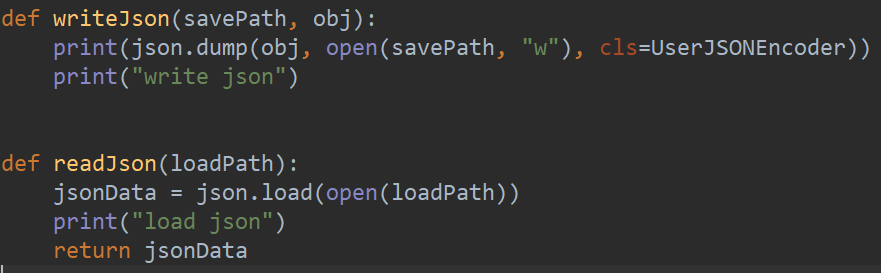 def writeJson(savePath, obj):
    print(json.dump(obj, open(savePath, "w"), cls=UserJSONEncoder))
    print("write json")
def readJson(loadPath):
    jsonData = json.load(open(loadPath))
    print("load json")
    return jsonData